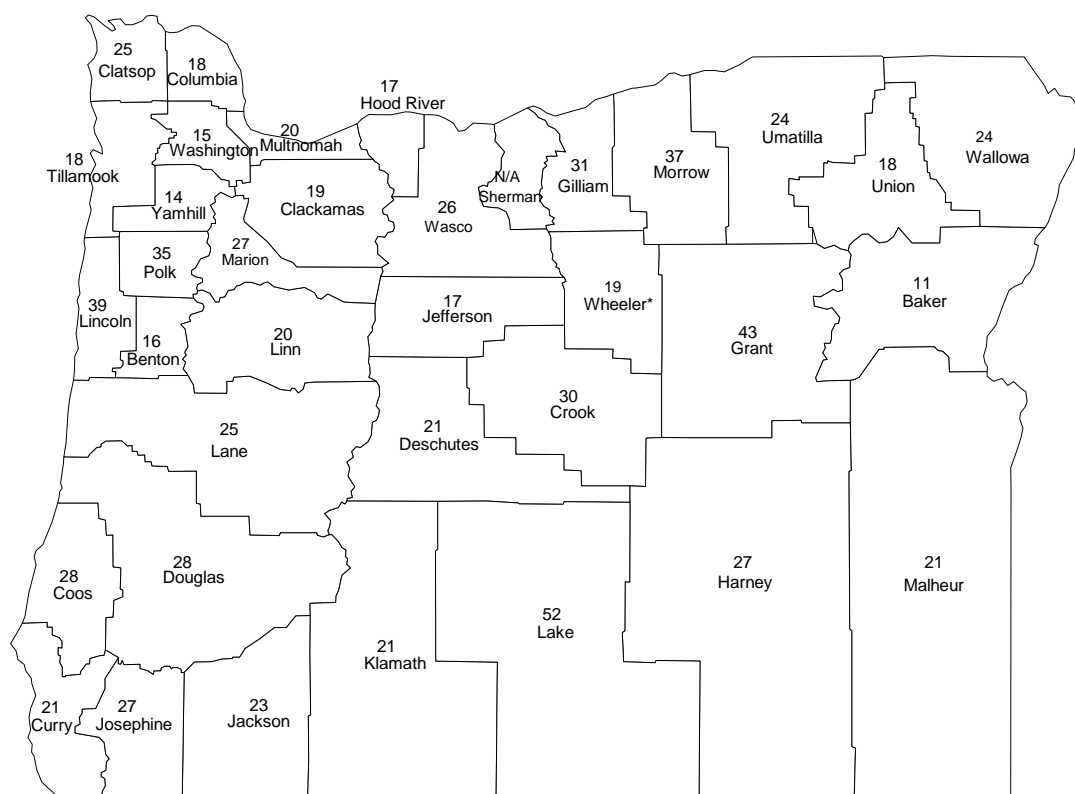 25
Clatsop
18
Columbia
17
Hood River
15
Washington
20
Multnomah
18
Tillamook
14
Yamhill
19
Clackamas
26
Wasco
N/A
Sherman
31
Gilliam
37
Morrow
24
Umatilla
18
Union
24
Wallowa
35
Polk
27
Marion
39
Lincoln
16
Benton
20
Linn
17
Jefferson
19
Wheeler*
43
Grant
11
Baker
25
Lane
21
Deschutes
30
Crook
28
Coos
28
Douglas
52
Lake
27
Harney
21
Malheur
21
Curry
27
Josephine
23
Jackson
21
Klamath